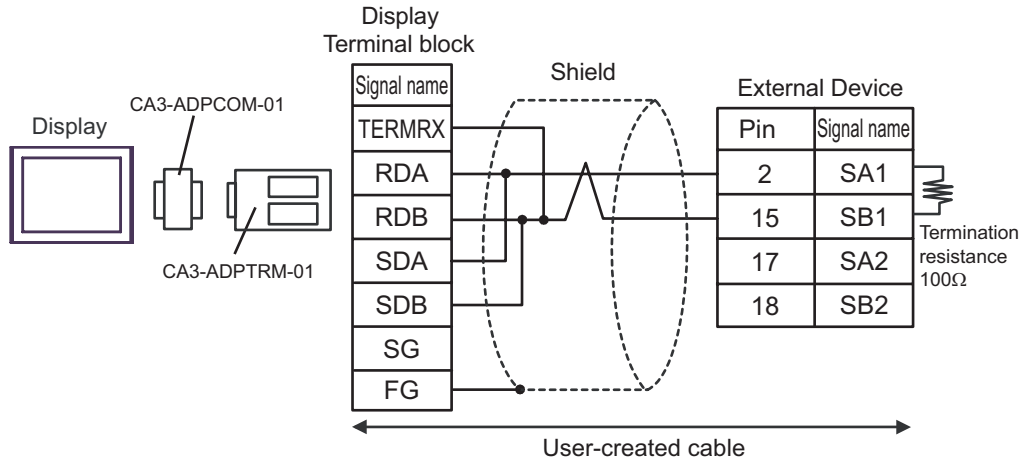 Display
Terminal block
Shield
External Device
CA3-ADPCOM-01
Display
CA3-ADPTRM-01
Signal name
TERMRX
RDA
RDB
SDA
SDB
SG
FG
Pin Signal name
2 SA1
15 SB1
17 SA2
18 SB2
Termination
resistance
100Ω
User-created cable